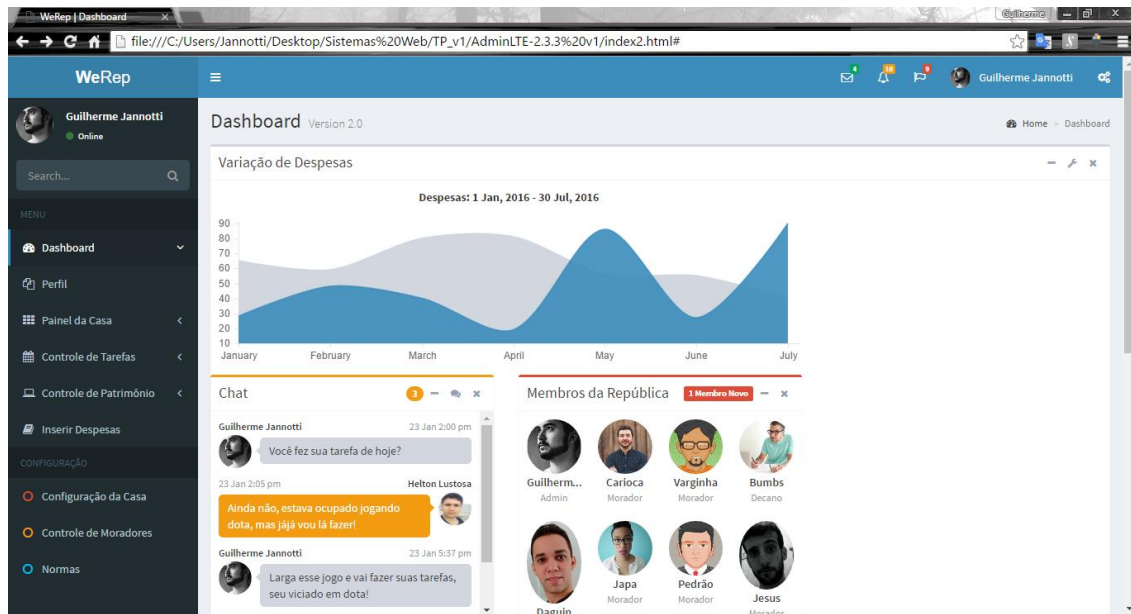 WeRep | Dashboard
Guilherme
file:///C:/Users/Jannotti/Desktop/Sistemas%20Web/TP_v1/AdminLTE-2.3.3%20v1/index2.html#
WeRep
4
10
9
Guilherme Jannotti
Guilherme Jannotti
Online
Search...
MENU
Dashboard
Perfil
Painel da Casa
Controle de Tarefas
Controle de Patrimônio
Inserir Despesas
CONFIGURAÇÃO
Configuração da Casa
Controle de Moradores
Normas
Dashboard Version 2.0
Home > Dashboard
Variação de Despesas
Despesas: 1 Jan, 2016 - 30 Jul, 2016
90
80
70
60
50
40
30
20
10
January February March April May June July
Chat
3
Guilherme Jannotti 23 Jan 2:00 pm
Você fez sua tarefa de hoje?
23 Jan 2:05 pm Helton Lustosa
Ainda não, estava ocupado jogando
dota, mas jájá vou lá fazer!
Guilherme Jannotti 23 Jan 5:37 pm
Larga esse jogo e vai fazer suas tarefas,
seu viciado em dota!
Membros da República
1 Membro Novo
Guilherm... Carioca Varginha Bumbs
Admin Morador Morador Decano
Japa Pedrão
Morador Morador
Daguin Jesus
Morador